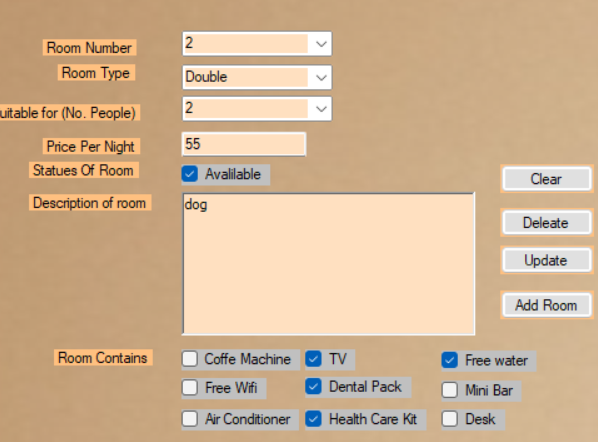 Room Number 2
Room Type Double
uitable for (No. People) 2
Price Per Night 55
Statues Of Room Avalilable
Clear
Description of room dog
Deleate
Update
Add Room
Room Contains Coffe Machine TV Free water
Free Wifi Dental Pack Mini Bar
Air Conditioner Health Care Kit Desk